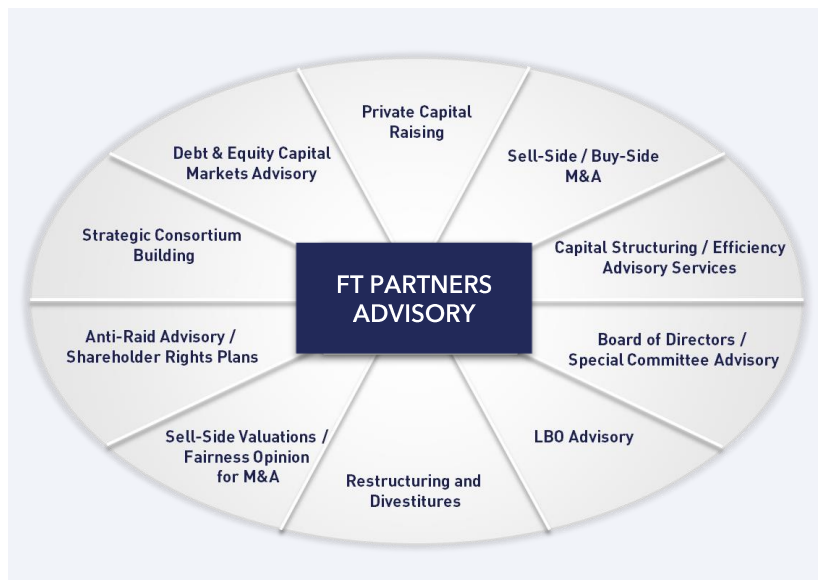 Private Capital
Raising
Sell-Side / Buy-Side
M&A
Capital Structuring / Efficiency
Advisory Services
Board of Directors /
Special Committee Advisory
LBO Advisory
Restructuring and
Divestitures
Sell-Side Valuations /
Fairness Opinion
for M&A
Anti-Raid Advisory /
Shareholder Rights Plans
Strategic Consortium
Building
Debt & Equity Capital
Markets Advisory
FT PARTNERS
ADVISORY